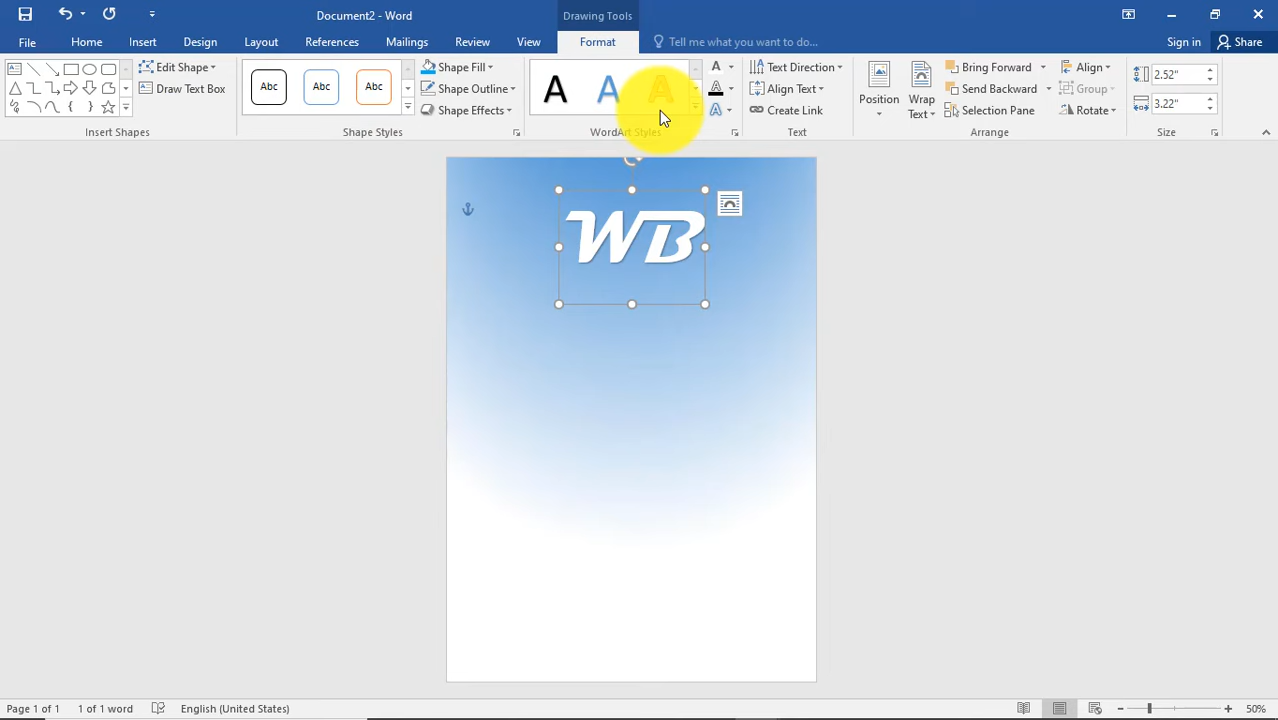 Document2 - Word
Drawing Tools
File Home Insert Design Layout References Mailings Review View Format Tell me what you want to do... Sign in Share
Edit Shape
Draw Text Box
Insert Shapes
Abc Abc Abc
Shape Fill
Shape Outline
Shape Effects
Shape Styles
A A A
WordArt Styles
Text Direction
Align Text
Create Link
Text
Position
Wrap Text
Bring Forward
Send Backward
Selection Pane
Align
Group
Rotate
Arrange
2.52"
3.22"
Size
WB
Page 1 of 1 1 of 1 word English (United States) 50%